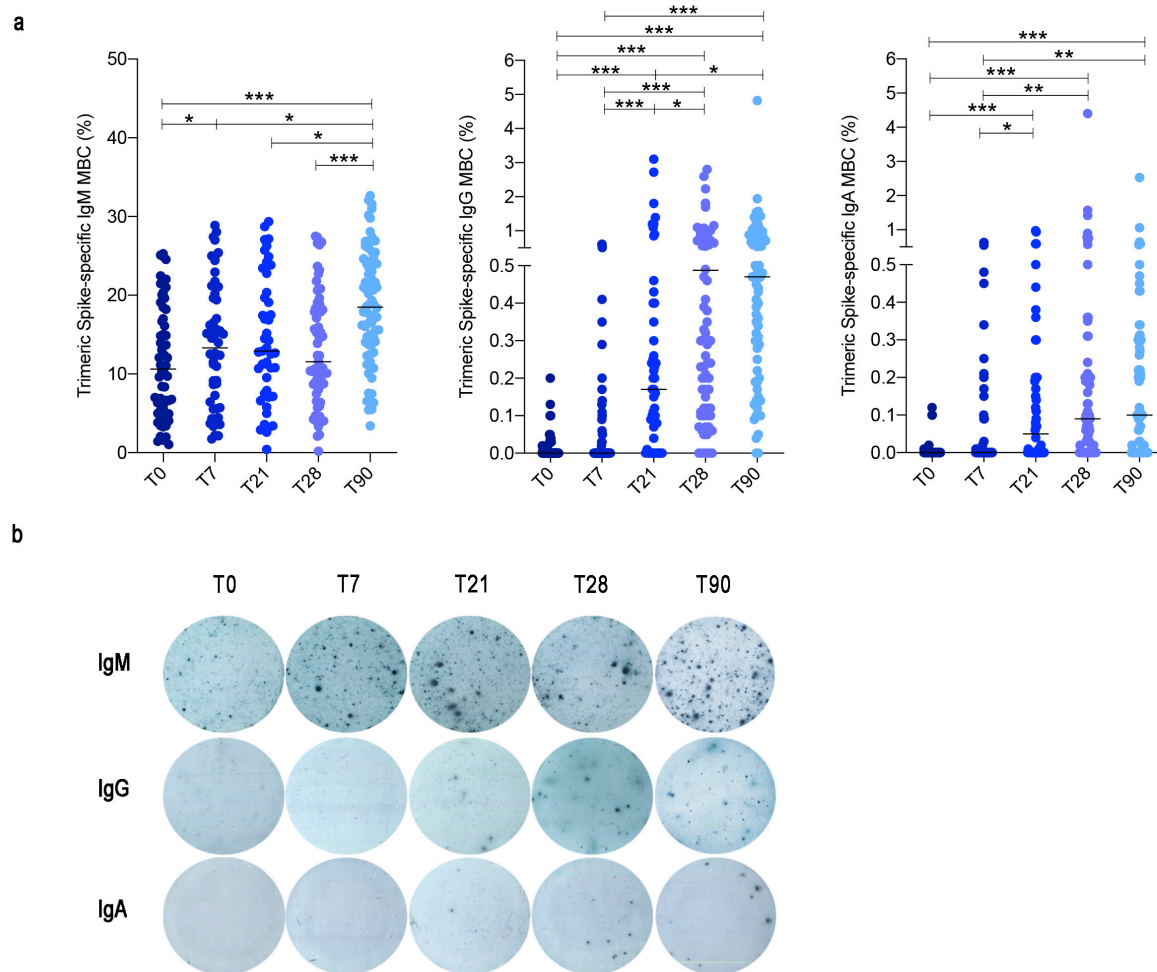 a
Trimeric Spike-specific IgM MBC (%)
50
40
30
20
10
0
***
*
*
*
***
T0
T7
T21
T28
T90
Trimeric Spike-specific IgG MBC (%)
6
5
4
3
2
1
0.5
0.4
0.3
0.2
0.1
0.0
***
***
***
***
*
***
***
*
T0
T7
T21
T28
T90
Trimeric Spike-specific IgA MBC (%)
6
5
4
3
2
1
0.5
0.4
0.3
0.2
0.1
0.0
***
**
***
**
***
*
T0
T7
T21
T28
T90
b
T0 T7 T21 T28 T90
IgM
IgG
IgA